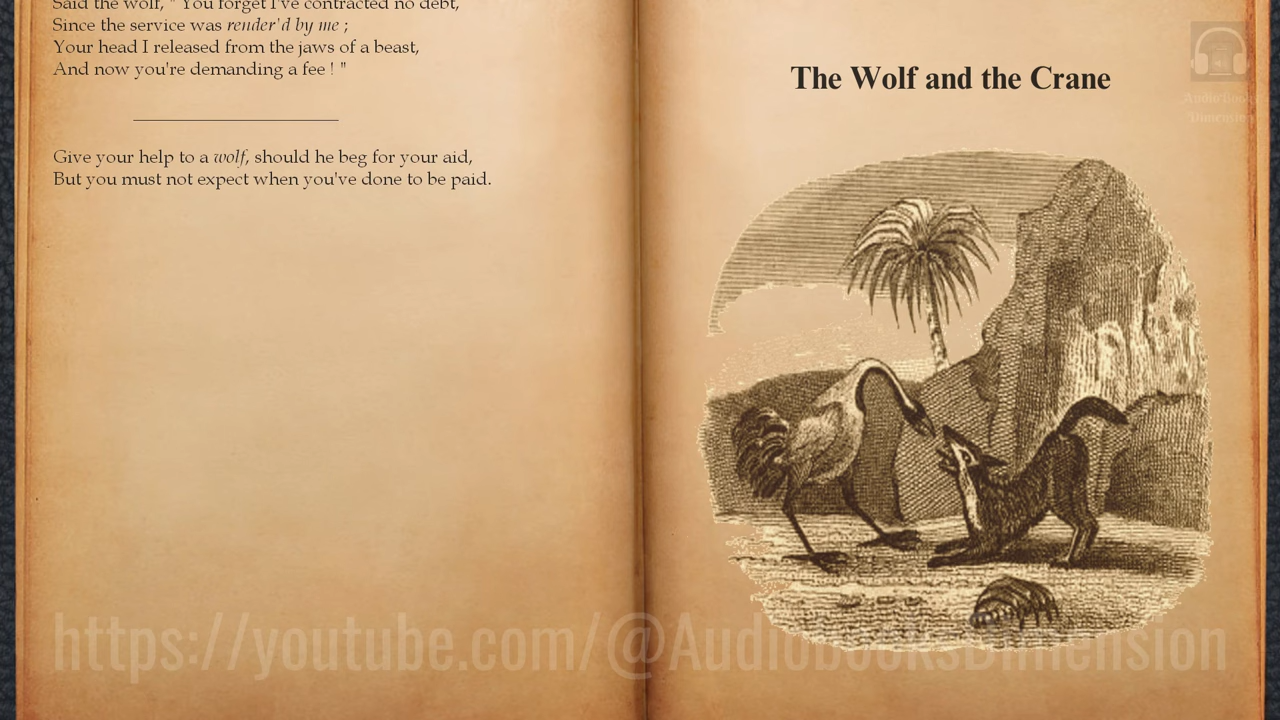 Said the wolf, " You forget I've contracted no debt,
Since the service was render'd by me ;
Your head I released from the jaws of a beast,
And now you're demanding a fee ! "
Give your help to a wolf, should he beg for your aid,
But you must not expect when you've done to be paid.
The Wolf and the Crane
AudioBooks
Dimension
https://youtube.com/@AudiobooksDimension